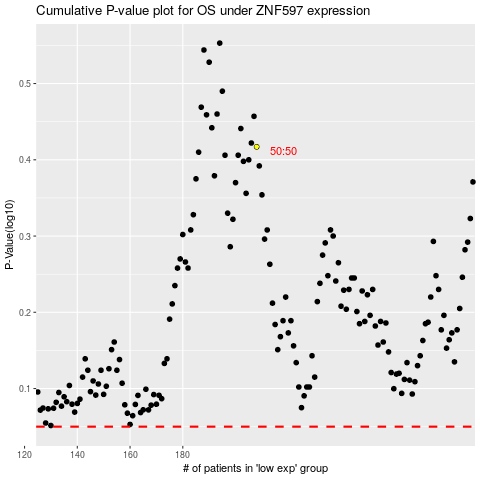 Cumulative P-value plot for OS under ZNF597 expression
P-Value(log10)
0.5
0.4
0.3
0.2
0.1
50:50
120 140 160 180
# of patients in 'low exp' group